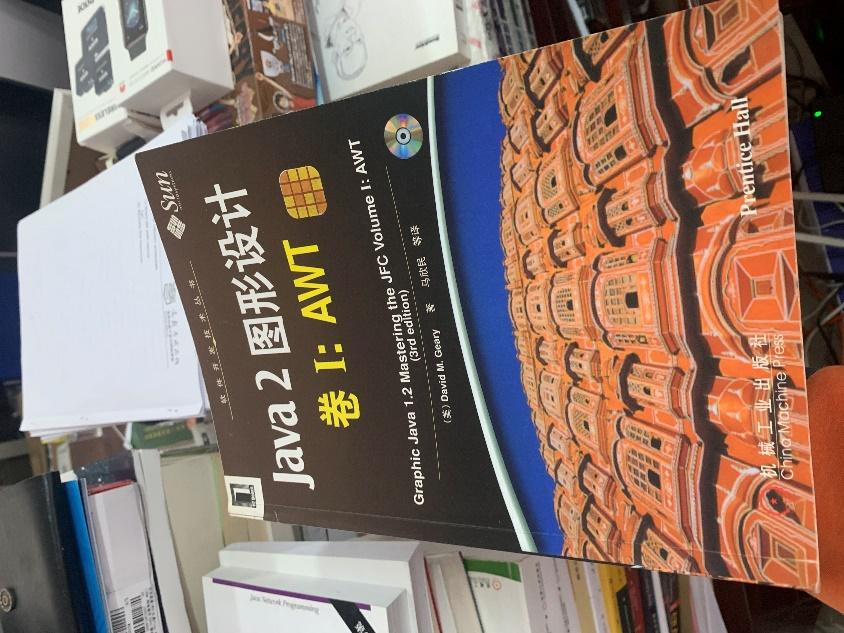 Sun
软件开发技术丛书
Java 2 图形设计
卷 I：AWT
Graphic Java 1.2 Mastering the JFC Volume I: AWT
(3rd edition)
（美）David M. Geary 著 马欣民 等译
Prentice Hall
机械工业出版社
China Machine Press
Java Network Programming